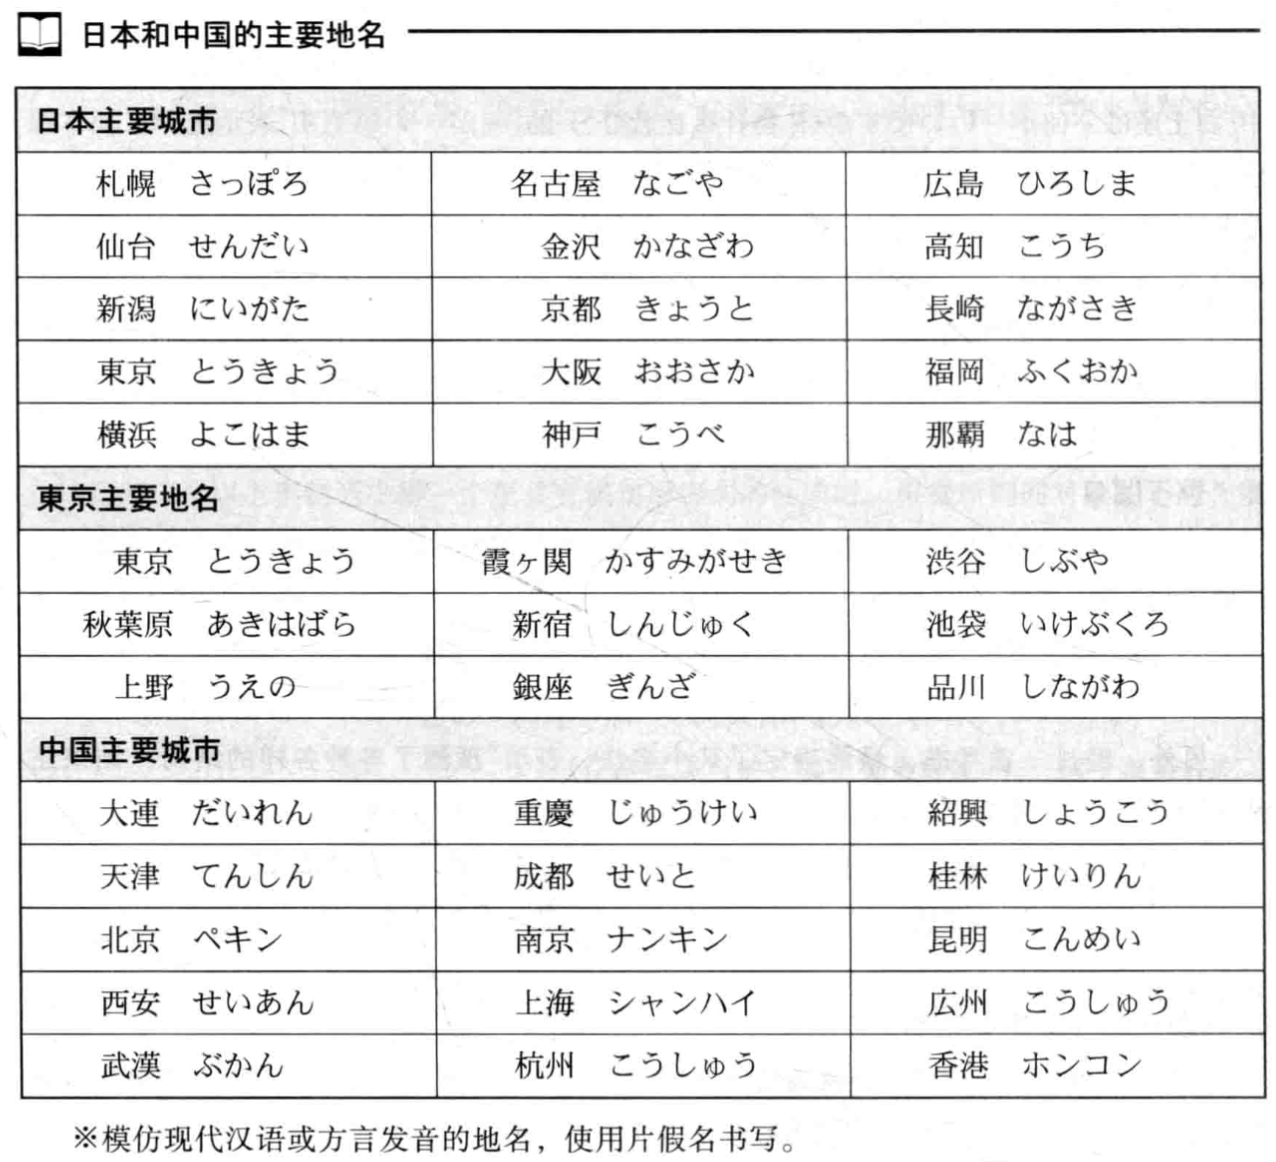 日本和中国的主要地名
日本主要城市
札幌 さっぽろ 名古屋 なごや 広島 ひろしま
仙台 せんだい 金沢 かなざわ 高知 こうち
新潟 にいがた 京都 きょうと 長崎 ながさき
東京 とうきょう 大阪 おおさか 福岡 ふくおか
横浜 よこはま 神戸 こうべ 那覇 なは
東京主要地名
東京 とうきょう 霞ヶ関 かすみがせき 渋谷 しぶや
秋葉原 あきはばら 新宿 しんじゅく 池袋 いけぶくろ
上野 うえの 銀座 ぎんざ 品川 しながわ
中国主要城市
大連 だいれん 重慶 じゅうけい 紹興 しょうこう
天津 てんしん 成都 せいと 桂林 けいりん
北京 ペキン 南京 ナンキン 昆明 こんめい
西安 せいあん 上海 シャンハイ 広州 こうしゅう
武漢 ぶかん 杭州 こうしゅう 香港 ホンコン
※模仿现代汉语或方言发音的地名，使用片假名书写。